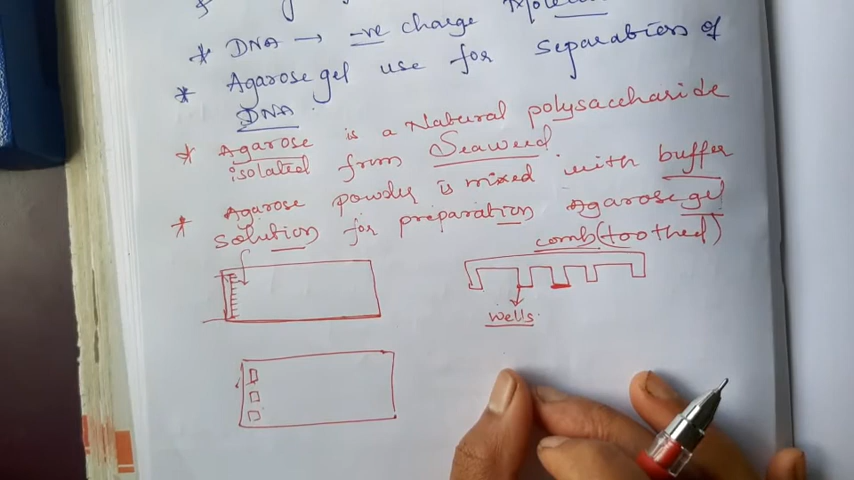 * DNA → -ve charge Molecule
* Agarose gel use for separation of
DNA.
* Agarose is a Natural polysaccharide
isolated from Seaweed
* Agarose powder is mixed with buffer
solution for preparation Agarose gel
comb (toothed)
wells.